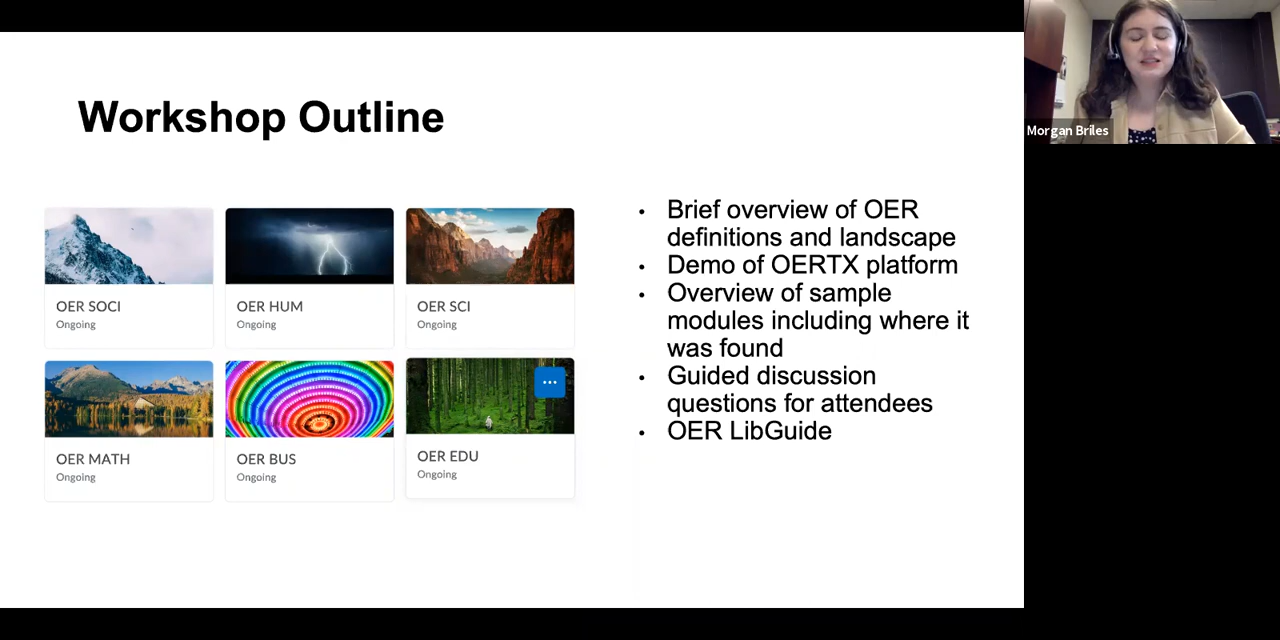 Workshop Outline
OER SOCI
Ongoing
OER HUM
Ongoing
OER SCI
Ongoing
OER MATH
Ongoing
OER BUS
Ongoing
OER EDU
Ongoing
• Brief overview of OER
definitions and landscape
• Demo of OERTX platform
• Overview of sample
modules including where it
was found
• Guided discussion
questions for attendees
• OER LibGuide
Morgan Briles